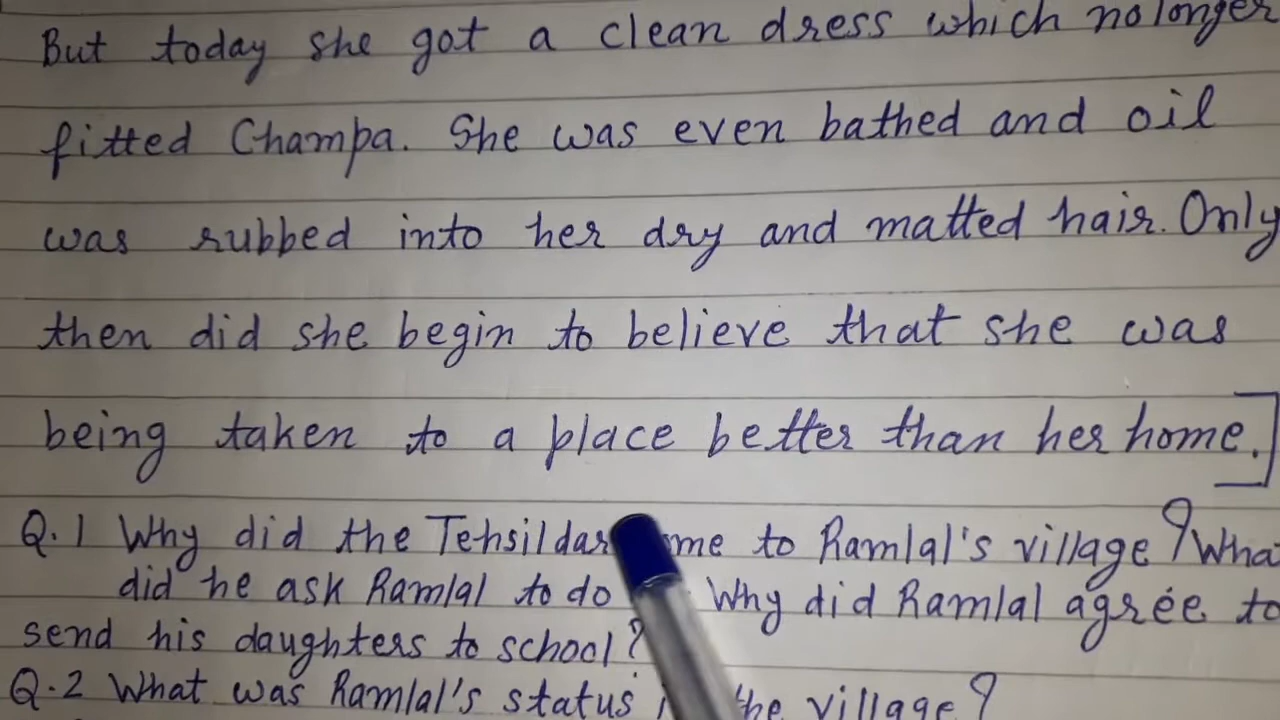 But today she got a clean dress which no longer
fitted Champa. She was even bathed and oil
was rubbed into her dry and matted hair. Only
then did she begin to believe that she was
being taken to a place better than her home.]
Q.1 Why did the Tehsildar to Ramlal's village?
did he ask Ramlal to do Why did Ramlal agree to
send his daughters to school?
Q.2 What was Ramlal's status the village?